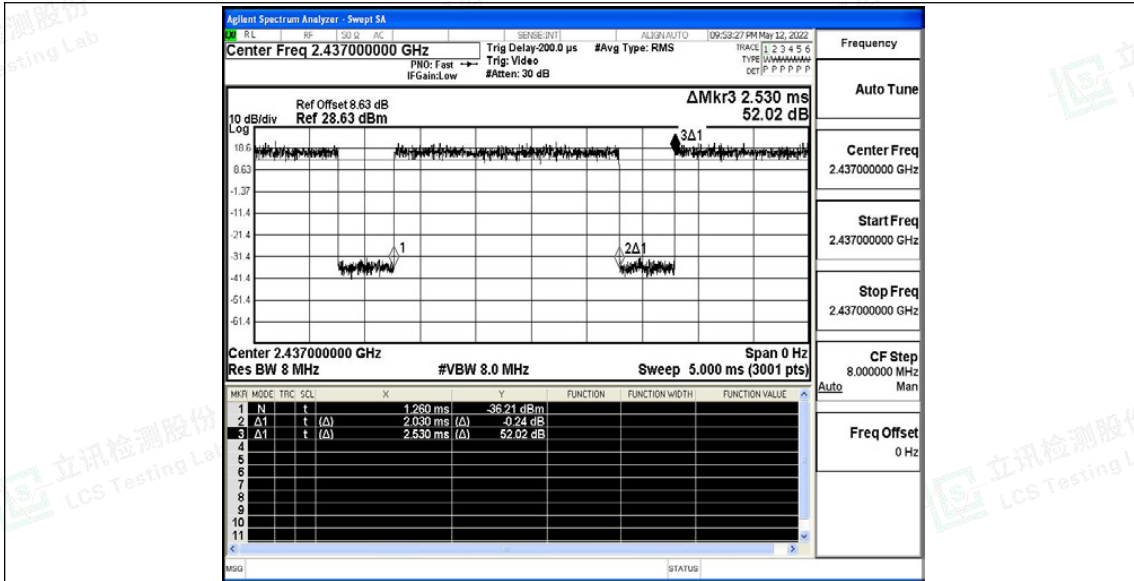 Agilent Spectrum Analyzer - Swept SA
RL RF 50 Ω AC SENSE:INT ALIGNAUTO 09:53:27 PM May 12, 2022
Center Freq 2.437000000 GHz
PNO: Fast
IFGain:Low
Trig Delay-200.0 µs
Trig: Video
#Atten: 30 dB
#Avg Type: RMS
TRACE 1 2 3 4 5 6
TYPE WWWWWW
DET P P P P P P
ΔMkr3 2.530 ms
52.02 dB
Ref Offset 8.63 dB
10 dB/div Ref 28.63 dBm
Log
18.6
8.63
-1.37
-11.4
-21.4
-31.4
-41.4
-51.4
-61.4
1
2Δ1
3Δ1
Center 2.437000000 GHz Span 0 Hz
Res BW 8 MHz #VBW 8.0 MHz Sweep 5.000 ms (3001 pts)
MKR MODE TRC SCL X Y FUNCTION FUNCTION WIDTH FUNCTION VALUE
1 N t 1.260 ms -36.21 dBm
2 Δ1 t (Δ) 2.030 ms (Δ) -0.24 dB
3 Δ1 t (Δ) 2.530 ms (Δ) 52.02 dB
4
5
6
7
8
9
10
11
MSG STATUS
Frequency
Auto Tune
Center Freq
2.437000000 GHz
Start Freq
2.437000000 GHz
Stop Freq
2.437000000 GHz
CF Step
8.000000 MHz
Auto Man
Freq Offset
0 Hz
测股份
sting Lab
立
立讯检测股份
LCS Testing Lab
立讯检测股份
LCS Testing L